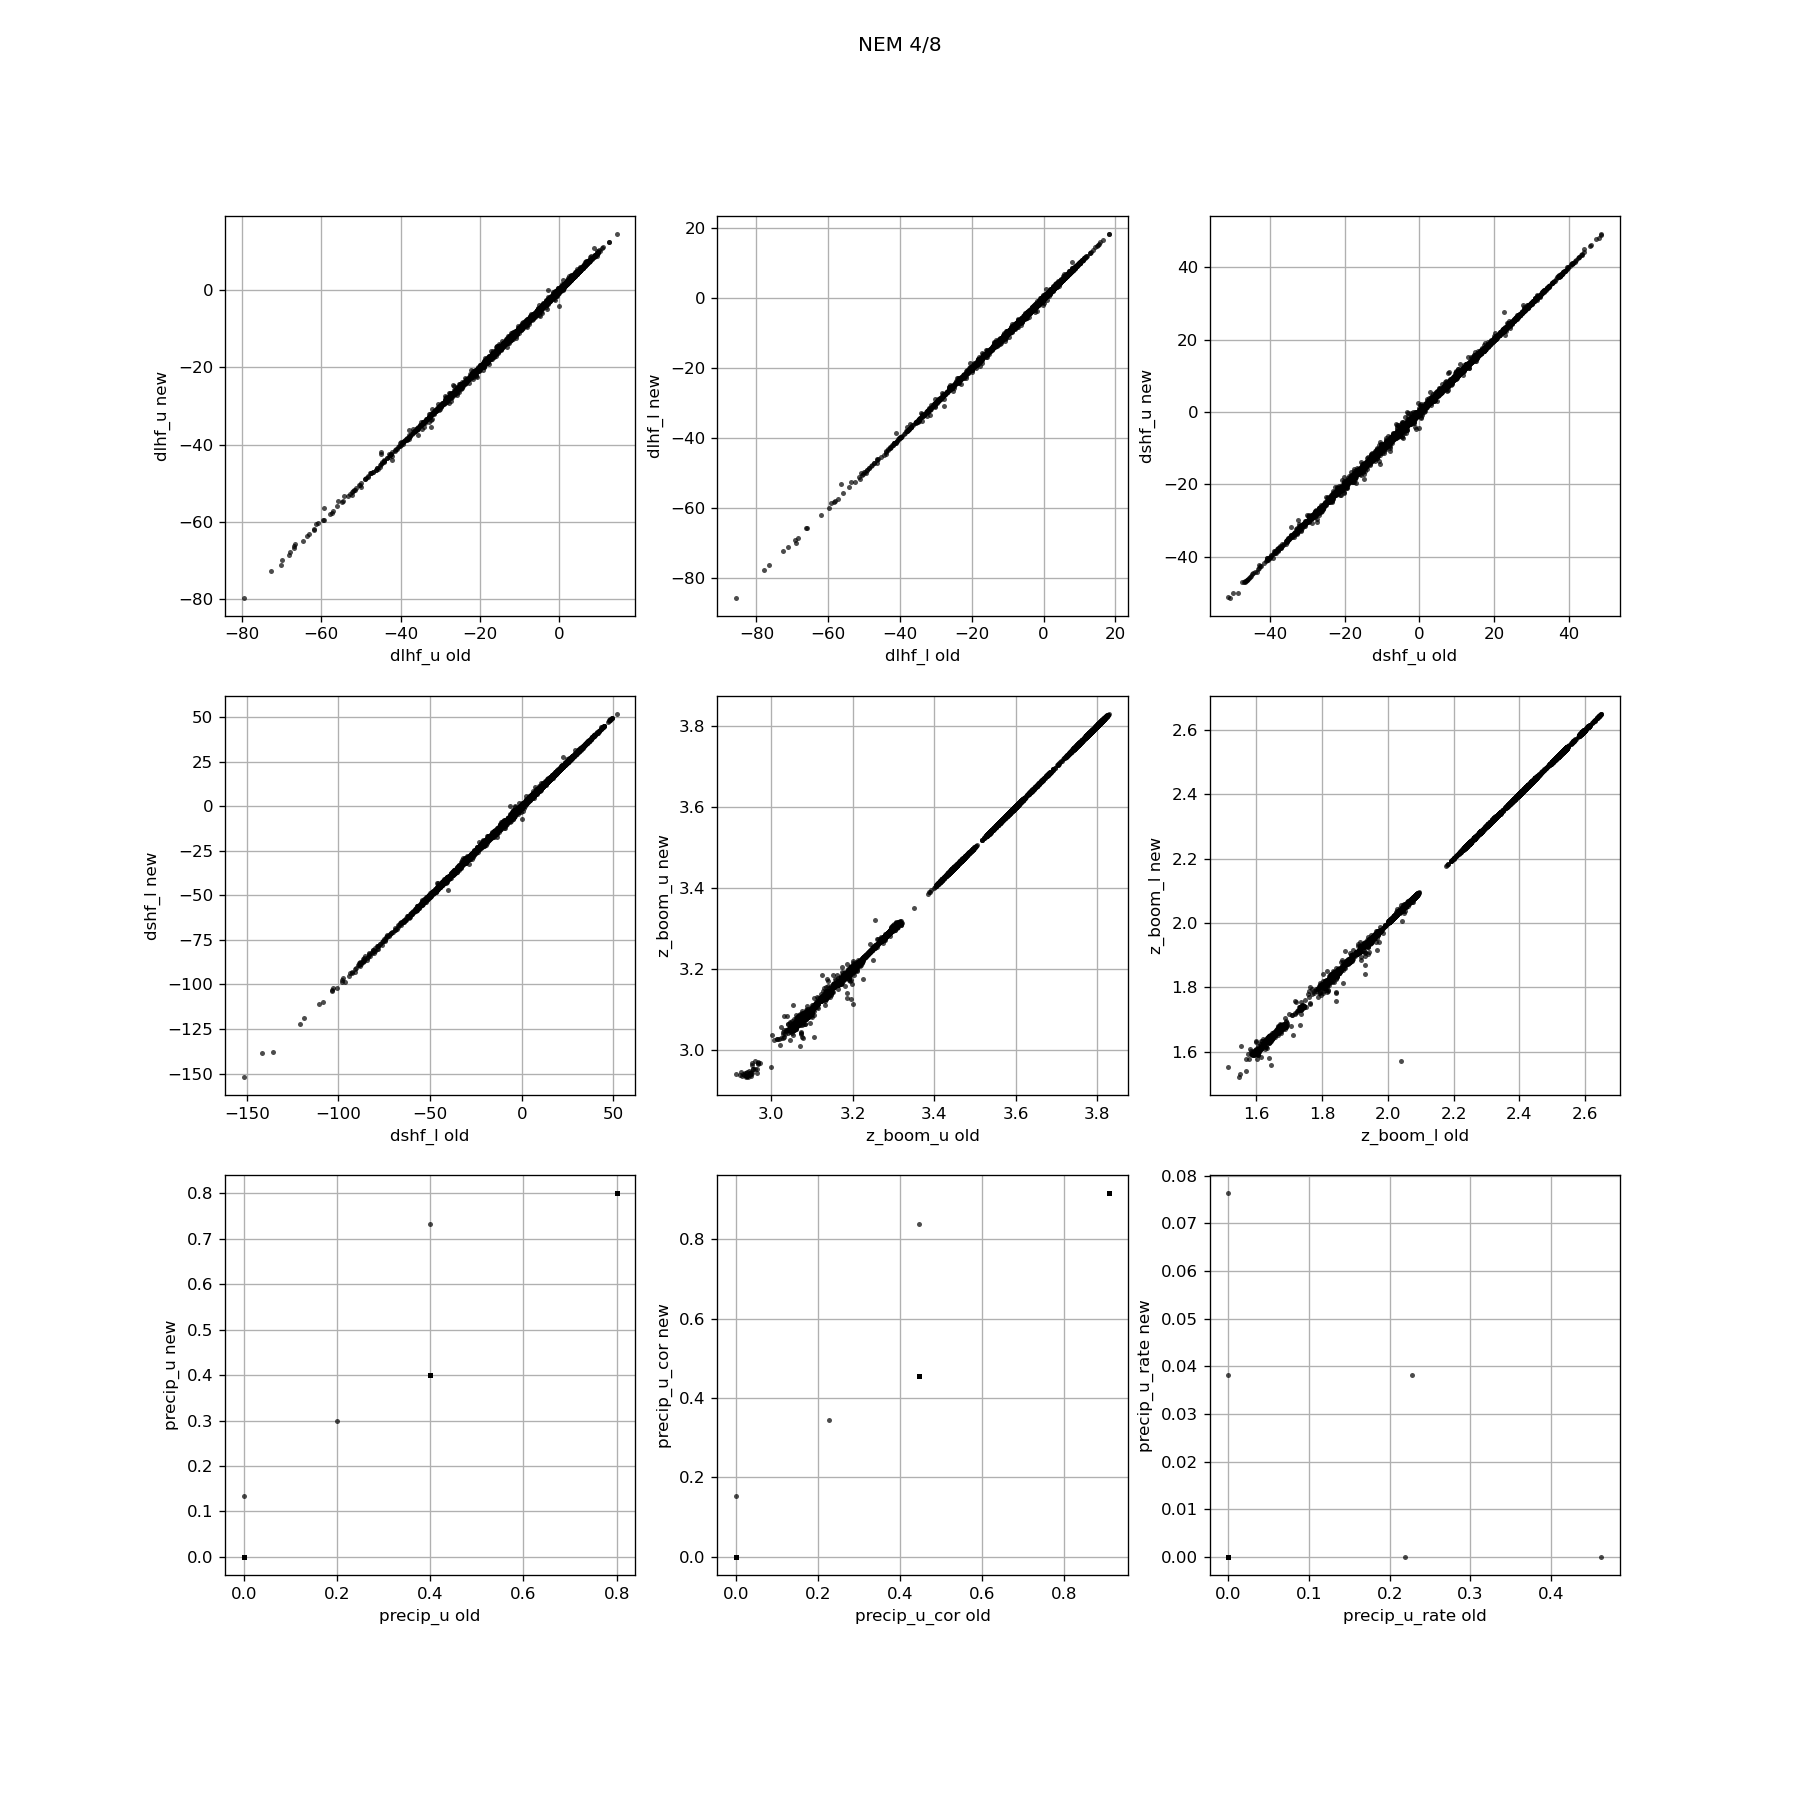 NEM 4/8
20
0
−20
−40
−60
−80
dlhf_u new
0
−20
−40
−60
−80
dlhf_l new
40
20
0
−20
−40
dshf_u new
−80 −60 −40 −20 0
−80 −60 −40 −20 0 20
−40 −20 0 20 40
dlhf_u old
dlhf_l old
dshf_u old
50
25
0
−25
−50
−75
−100
−125
−150
dshf_l new
3.8
3.6
3.4
3.2
3.0
z_boom_u new
2.6
2.4
2.2
2.0
1.8
1.6
z_boom_l new
−150 −100 −50 0 50
3.0 3.2 3.4 3.6 3.8
1.6 1.8 2.0 2.2 2.4 2.6
dshf_l old
z_boom_u old
z_boom_l old
0.8
0.7
0.6
0.5
0.4
0.3
0.2
0.1
0.0
precip_u new
0.8
0.6
0.4
0.2
0.0
precip_u_cor new
0.08
0.07
0.06
0.05
0.04
0.03
0.02
0.01
0.00
precip_u_rate new
0.0 0.2 0.4 0.6 0.8
0.0 0.2 0.4 0.6 0.8
0.0 0.1 0.2 0.3 0.4
precip_u old
precip_u_cor old
precip_u_rate old